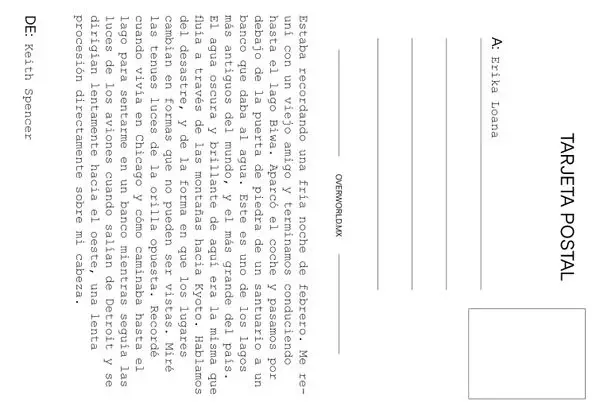 TARJETA POSTAL
A: Erika Loana
OVERWORLD.MX
Estaba recordando una fría noche de febrero. Me re-
uní con un viejo amigo y terminamos conduciendo
hasta el lago Biwa. Aparcó el coche y pasamos por
debajo de la puerta de piedra de un santuario a un
banco que daba al agua. Este es uno de los lagos
más antiguos del mundo, y el más grande del país.
El agua oscura y brillante de aquí era la misma que
fluía a través de las montañas hacia Kyoto. Hablamos
del desastre, y de la forma en que los lugares
cambian en formas que no pueden ser vistas. Miré
las tenues luces de la orilla opuesta. Recordé
cuando vivía en Chicago y cómo caminaba hasta el
lago para sentarme en un banco mientras seguía las
luces de los aviones cuando salían de Detroit y se
dirigían lentamente hacia el oeste, una lenta
procesión directamente sobre mi cabeza.
DE: Keith Spencer